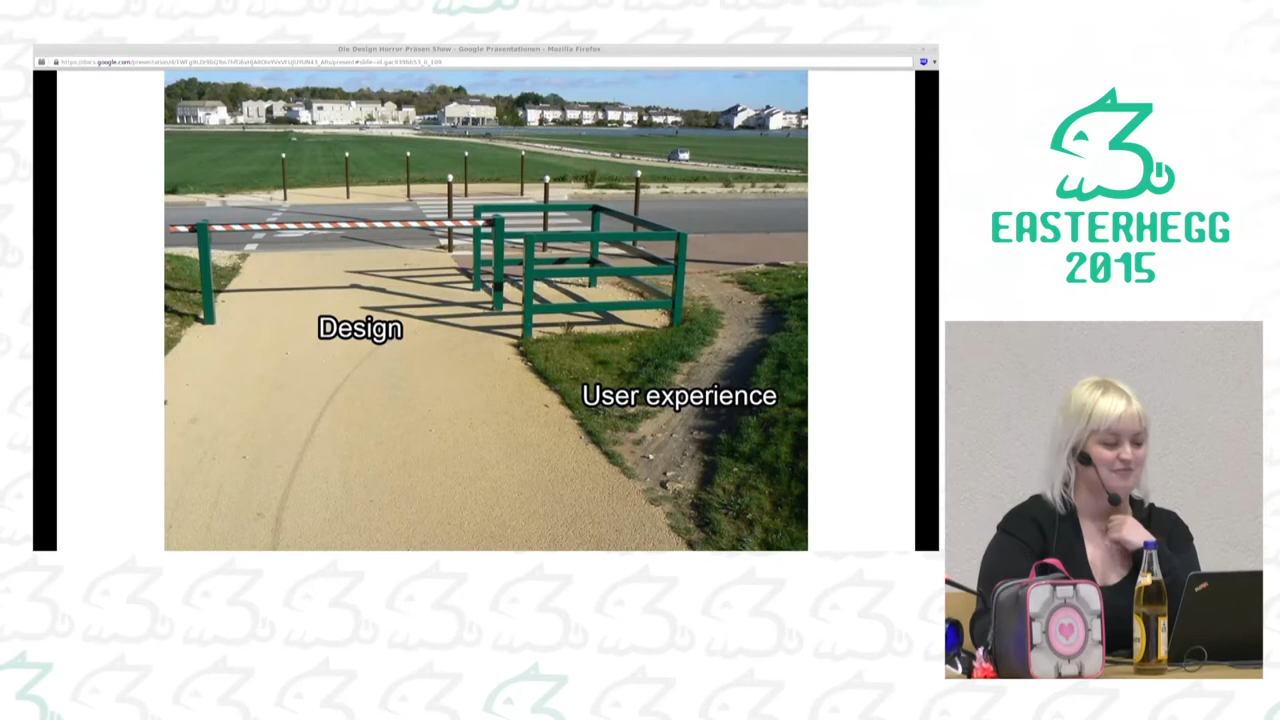 Die Design Horror Präsen Show - Google Präsentationen - Mozilla Firefox
Design
User experience
EASTERHEGG
2015